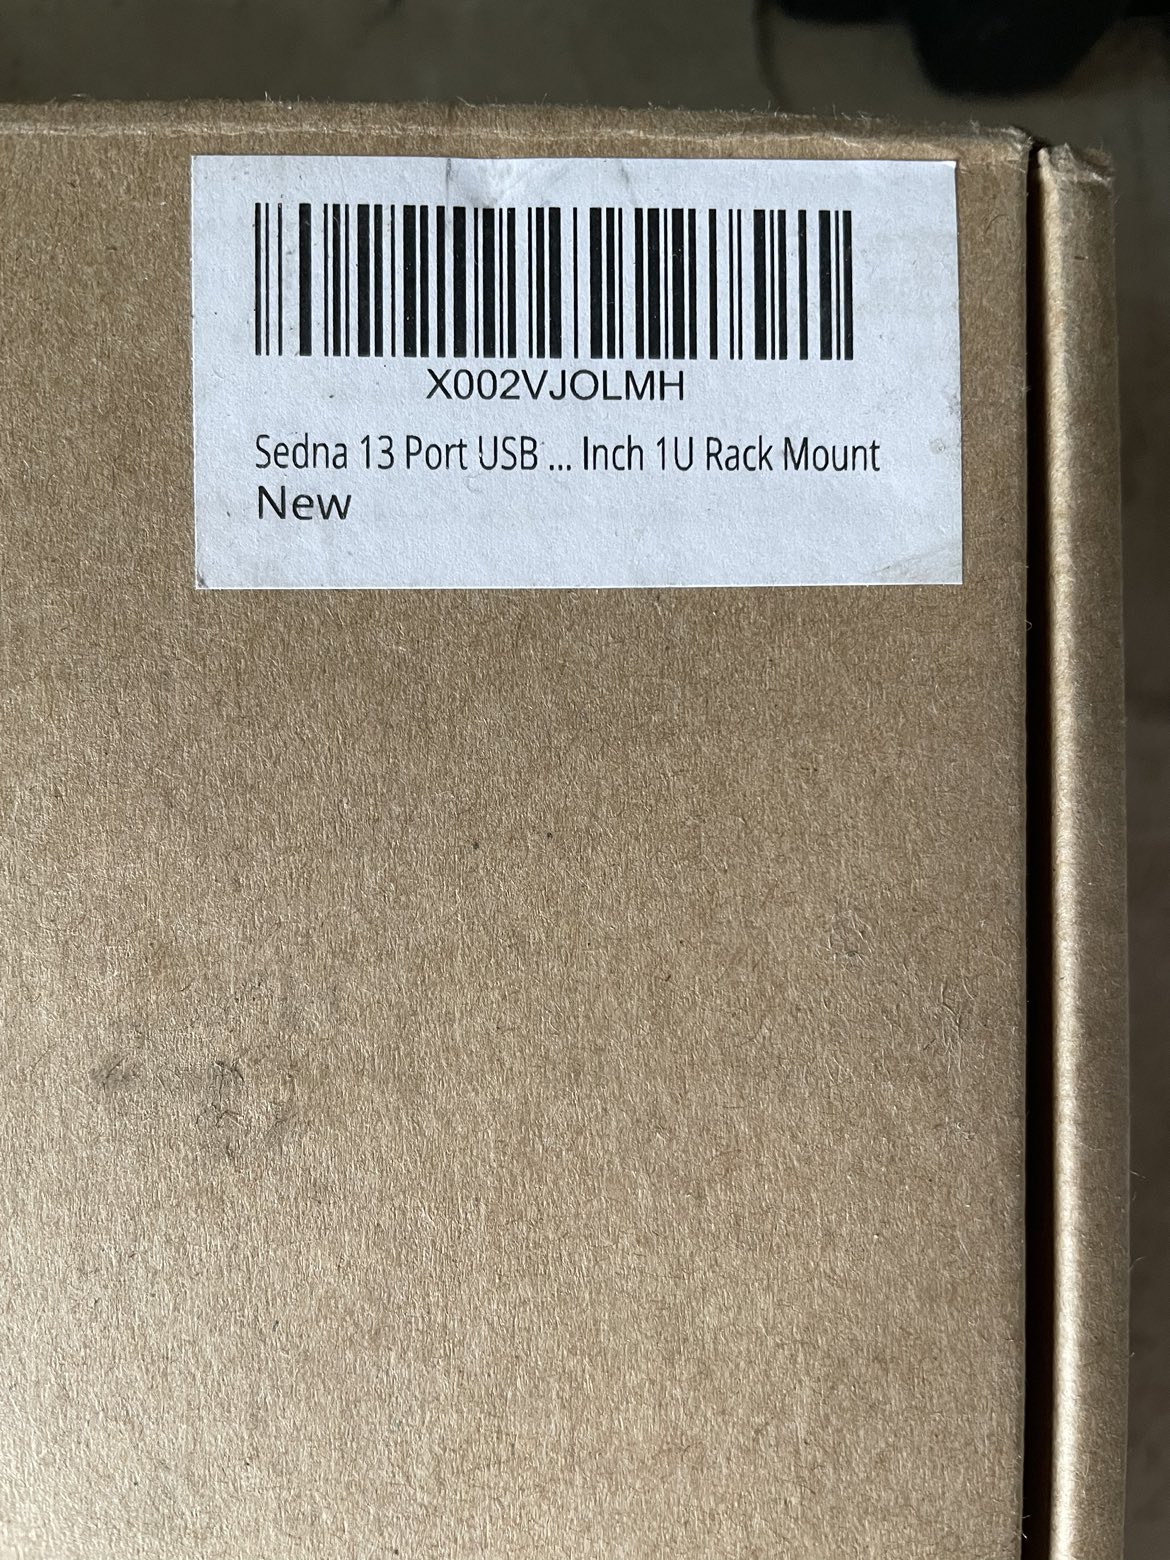 X002VJOLMH
Sedna 13 Port USB ... Inch 1U Rack Mount
New